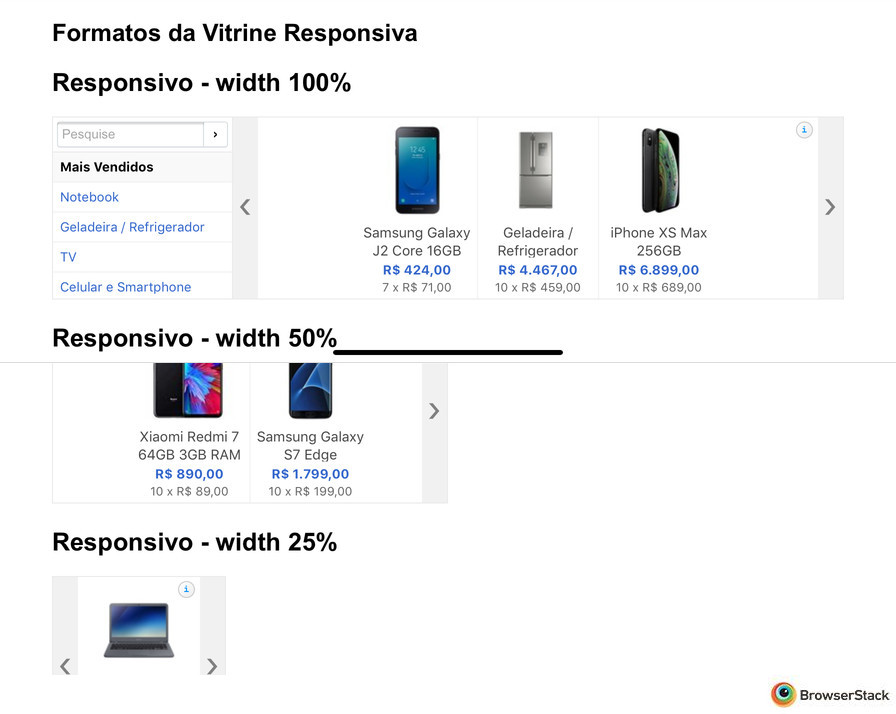 Formatos da Vitrine Responsiva
Responsivo - width 100%
Pesquise
Mais Vendidos
Notebook
Geladeira / Refrigerador
TV
Celular e Smartphone
Samsung Galaxy
J2 Core 16GB
R$ 424,00
7 x R$ 71,00
Geladeira /
Refrigerador
R$ 4.467,00
10 x R$ 459,00
iPhone XS Max
256GB
R$ 6.899,00
10 x R$ 689,00
Responsivo - width 50%
Xiaomi Redmi 7
64GB 3GB RAM
R$ 890,00
10 x R$ 89,00
Samsung Galaxy
S7 Edge
R$ 1.799,00
10 x R$ 199,00
Responsivo - width 25%
BrowserStack